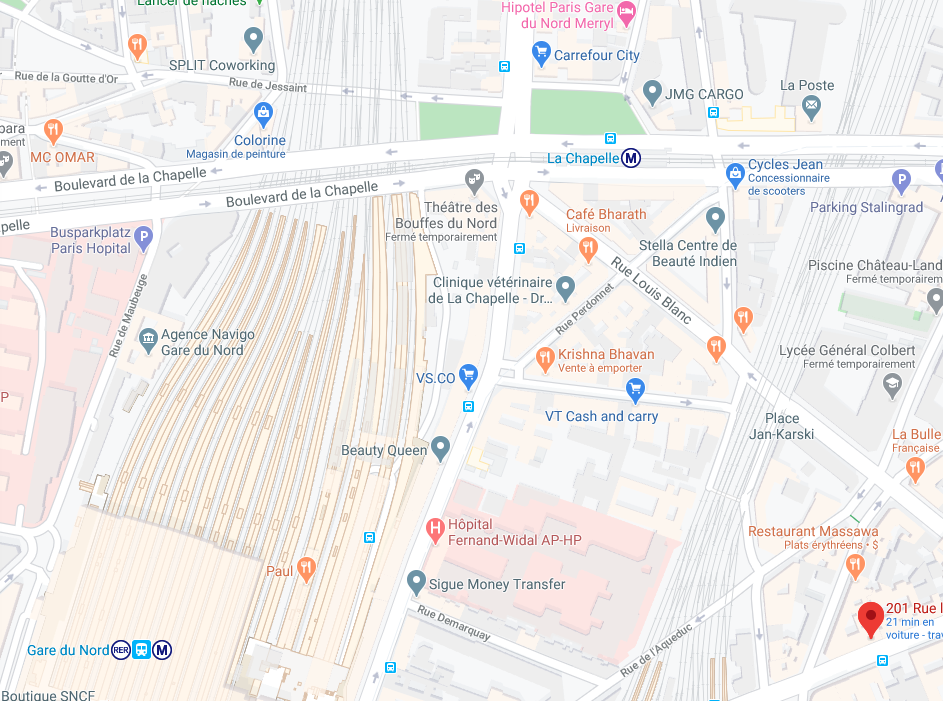 Lancer de haches
Hipotel Paris Gare
du Nord Merryl
Carrefour City
SPLIT Coworking
Rue de la Goutte d'Or
Rue de Jessaint
JMG CARGO
La Poste
Colorine
Magasin de peinture
MC OMAR
La Chapelle M
Boulevard de la Chapelle
Boulevard de la Chapelle
Cycles Jean
Concessionnaire
de scooters
P
Parking Stalingrad
Théâtre des
Bouffes du Nord
Fermé temporairement
Café Bharath
Livraison
Busparkplatz
Paris Hopital
P
Stella Centre de
Beauté Indien
Rue Louis Blanc
Piscine Château-Land
Fermé temporairem
Clinique vétérinaire
de La Chapelle - Dr...
Rue Perdonnet
Rue de Maubeuge
Agence Navigo
Gare du Nord
Krishna Bhavan
Vente à emporter
Lycée Général Colbert
Fermé temporairement
VS.CO
VT Cash and carry
Place
Jan-Karski
Beauty Queen
La Bulle
Française
H
Hôpital
Fernand-Widal AP-HP
Restaurant Massawa
Plats érythréens • $
Paul
Sigue Money Transfer
Rue Demarquay
Rue de l'Aqueduc
201 Rue l
21 min en
voiture - trav
Gare du Nord RER M
Boutique SNCF